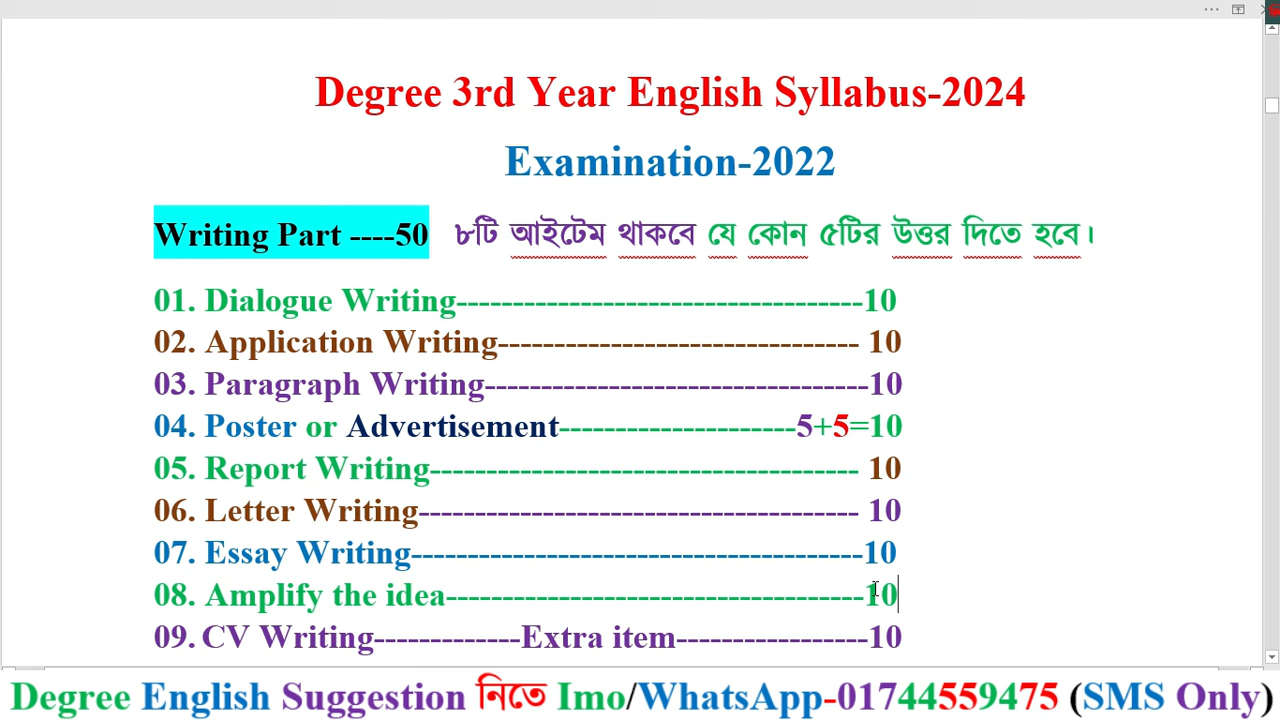 Degree 3rd Year English Syllabus-2024
Examination-2022
Writing Part ----50 ৮টি আইটেম থাকবে যে কোন ৫টির উত্তর দিতে হবে।
01. Dialogue Writing------------------------------------10
02. Application Writing-------------------------------- 10
03. Paragraph Writing----------------------------------10
04. Poster or Advertisement---------------------5+5=10
05. Report Writing-------------------------------------- 10
06. Letter Writing--------------------------------------- 10
07. Essay Writing----------------------------------------10
08. Amplify the idea-------------------------------------10
09. CV Writing-------------Extra item-----------------10
Degree English Suggestion নিতে Imo/WhatsApp-01744559475 (SMS Only)